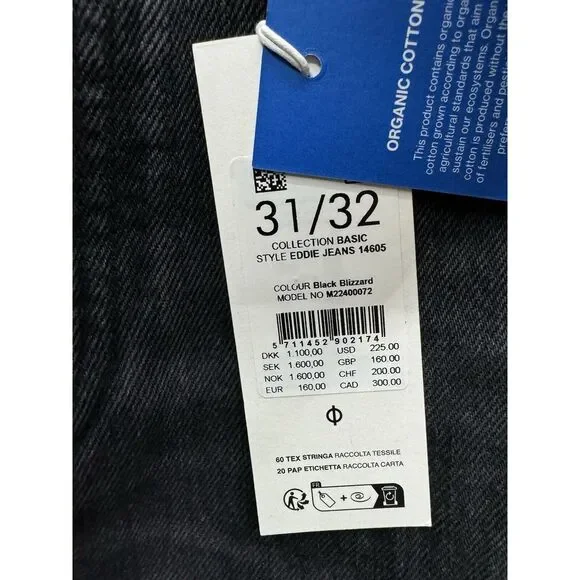 ORGANIC COTTON
This product contains organic
cotton grown according to orga
agricultural standards that aim
sustain our ecosystems. Organ
cotton is produced without the
of fertilisers and pest
31/32
COLLECTION BASIC
STYLE EDDIE JEANS 14605
COLOUR Black Blizzard
MODEL NO M22400072
5 711452 902174
DKK 1.100,00 USD 225.00
SEK 1.600,00 GBP 160.00
NOK 1.600,00 CHF 200.00
EUR 160,00 CAD 300.00
60 TEX STRINGA RACCOLTA TESSILE
20 PAP ETICHETTA RACCOLTA CARTA
FR
+